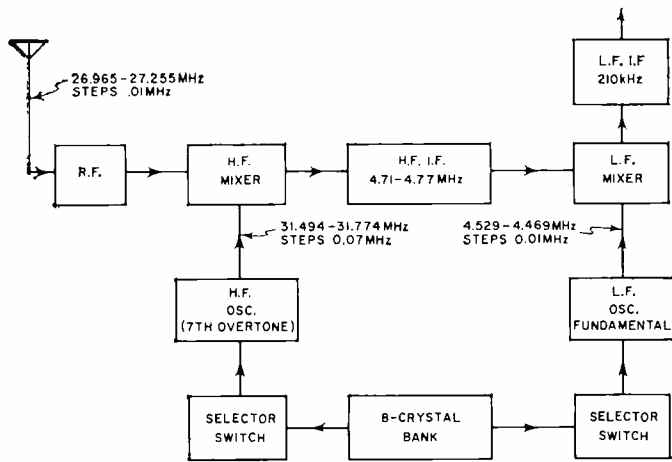 26.965-27.255MHz
STEPS .01MHz
L.F. I.F
210kHz
R.F.
H.F.
MIXER
H.F. I.F.
4.71-4.77 MHz
L.F.
MIXER
31.494-31.774MHz
STEPS 0.07MHz
4.529-4.469MHz
STEPS 0.01MHz
H.F.
OSC.
(7TH OVERTONE)
L.F.
OSC.
FUNDAMENTAL
SELECTOR
SWITCH
8-CRYSTAL
BANK
SELECTOR
SWITCH